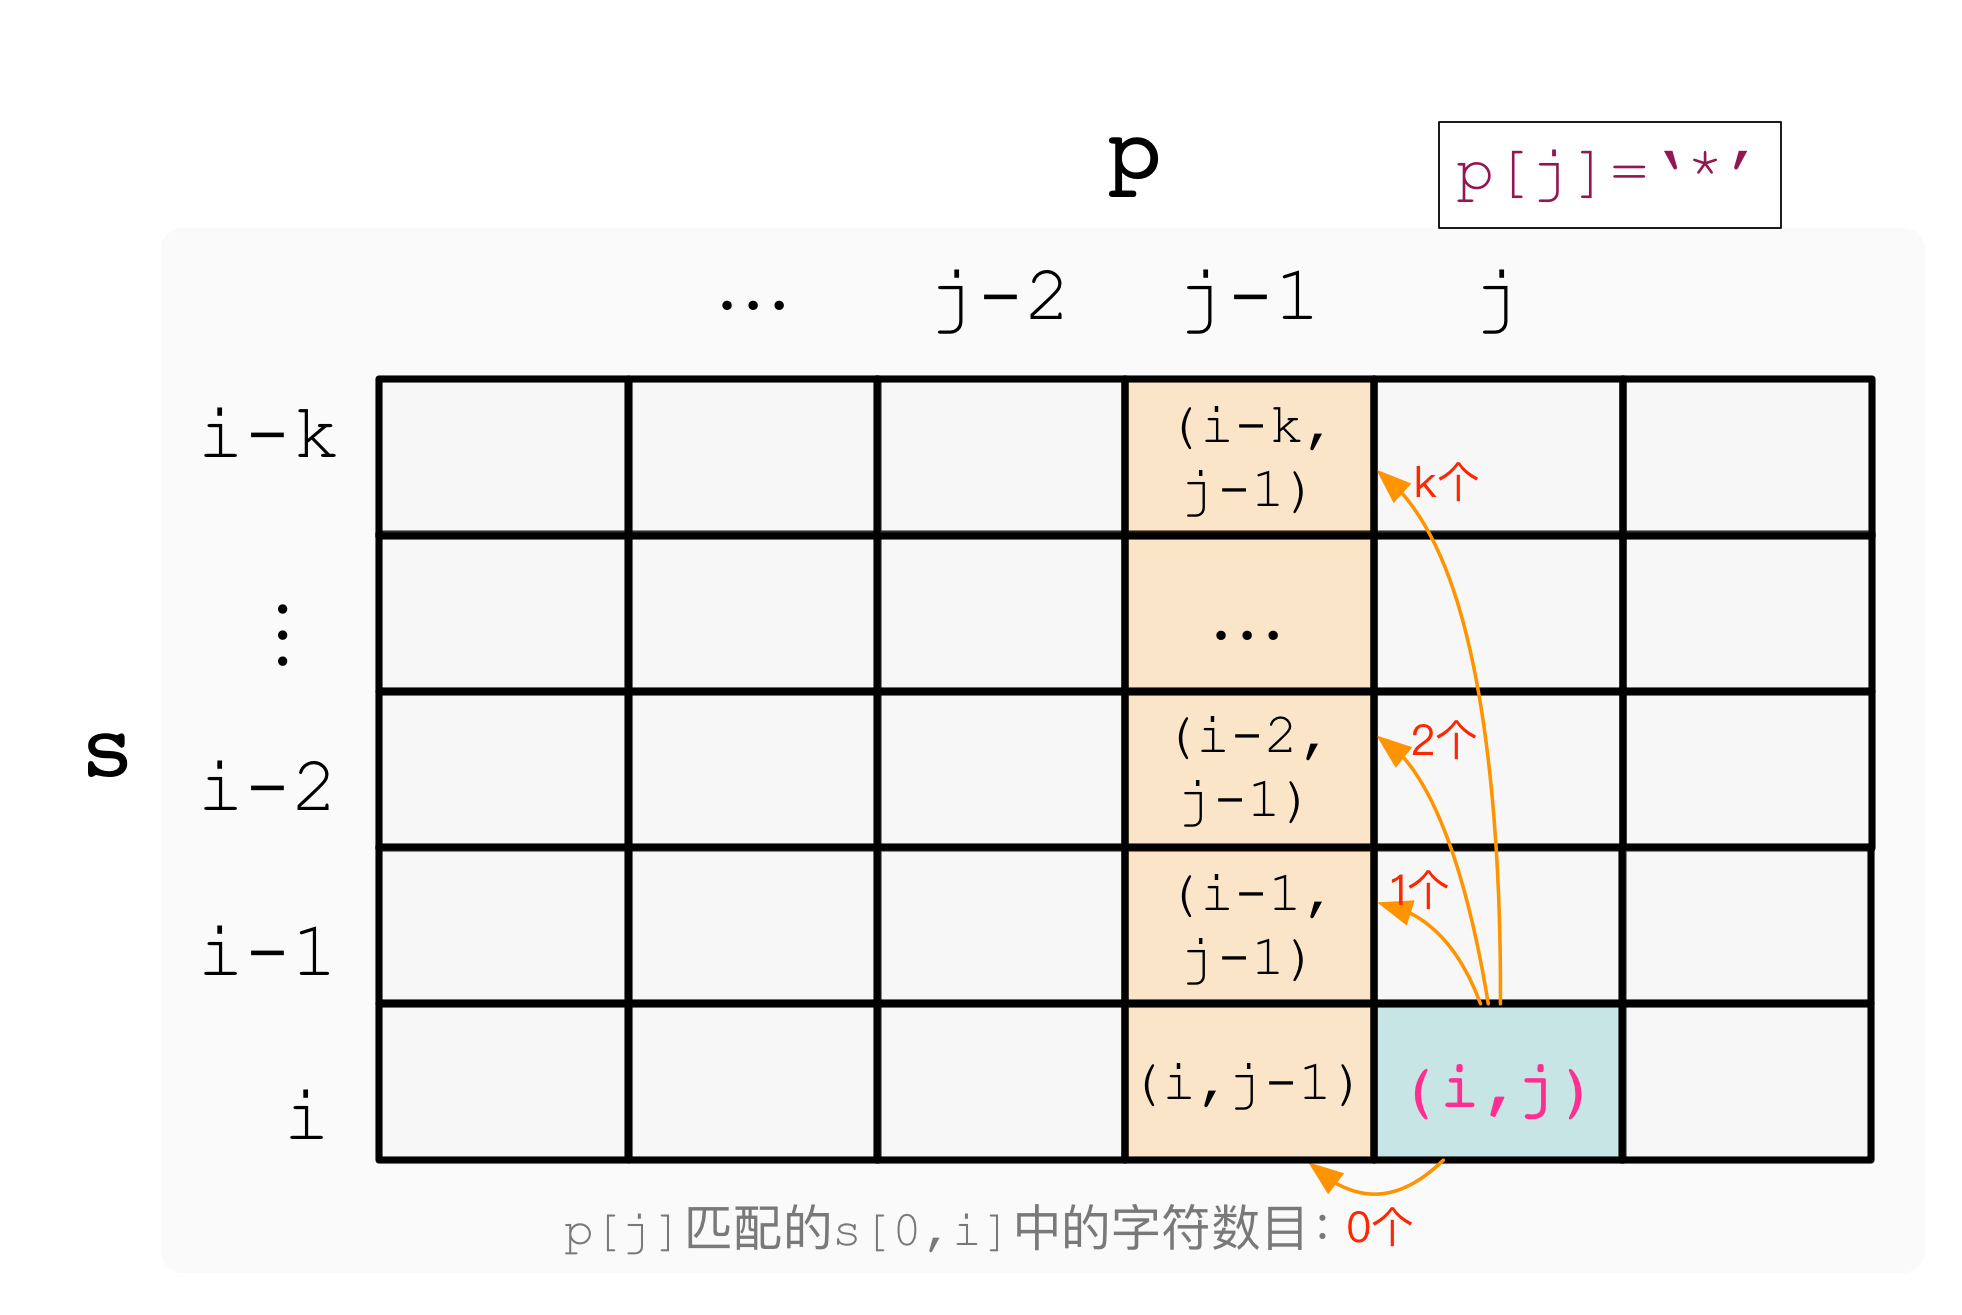 p
p[j]=‘*’
... j-2 j-1 j
i-k
(i-k,
j-1)
k个
...
...
s
i-2
(i-2,
j-1)
2个
i-1
(i-1,
j-1)
1个
i
(i,j-1)
(i,j)
p[j]匹配的s[0,i]中的字符数目：0个